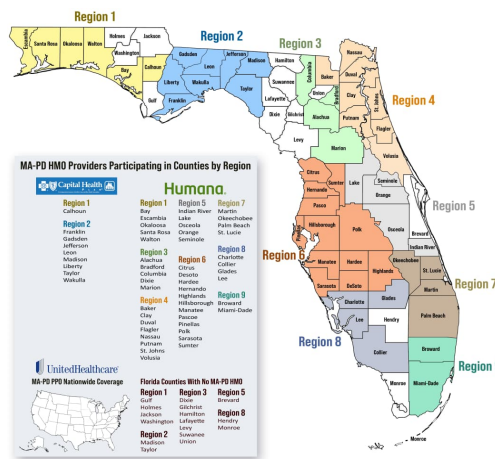 Region 1
Escambia
Santa Rosa
Okaloosa
Walton
Holmes
Jackson
Washington
Bay
Calhoun
Gulf
Region 2
Gadsden
Jefferson
Leon
Madison
Liberty
Wakulla
Taylor
Franklin
Hamilton
Suwannee
Lafayette
Dixie
Gilchrist
Levy
Region 3
Columbia
Baker
Union
Bradford
Alachua
Marion
Region 4
Nassau
Duval
Clay
St. Johns
Putnam
Flagler
Volusia
Region 5
Lake
Seminole
Orange
Osceola
Brevard
Indian River
Region 6
Citrus
Sumter
Hernando
Pasco
Pinellas
Hillsborough
Polk
Manatee
Hardee
Highlands
Sarasota
DeSoto
Region 7
Okeechobee
St. Lucie
Martin
Palm Beach
Region 8
Charlotte
Blades
Lee
Hendry
Collier
Region
Broward
Miami-Dade
Monroe
Monroe
MA-PD HMO Providers Participating in Counties by Region
Capital Health
Region 1
Calhoun
Region 2
Franklin
Gadsden
Jefferson
Leon
Madison
Liberty
Taylor
Wakulla
Humana
Region 1
Bay
Escambia
Okaloosa
Santa Rosa
Walton
Region 3
Alachua
Bradford
Columbia
Dixie
Marion
Region 4
Baker
Clay
Duval
Flagler
Nassau
Putnam
St. Johns
Volusia
Region 5
Indian River
Lake
Osceola
Orange
Seminole
Region 6
Citrus
Desoto
Hardee
Hernando
Highlands
Hillsborough
Manatee
Pascoe
Pinellas
Polk
Sarasota
Sumter
Region 7
Martin
Okeechobee
Palm Beach
St. Lucie
Region 8
Charlotte
Collier
Glades
Lee
Region 9
Broward
Miami-Dade
UnitedHealthcare
MA-PD PPO Nationwide Coverage
Florida Counties With No MA-PD HMO
Region 1
Gulf
Holmes
Jackson
Washington
Region 2
Madison
Taylor
Region 3
Dixie
Gilchrist
Hamilton
Lafayette
Levy
Suwannee
Union
Region 5
Brevard
Region 8
Hendry
Monroe